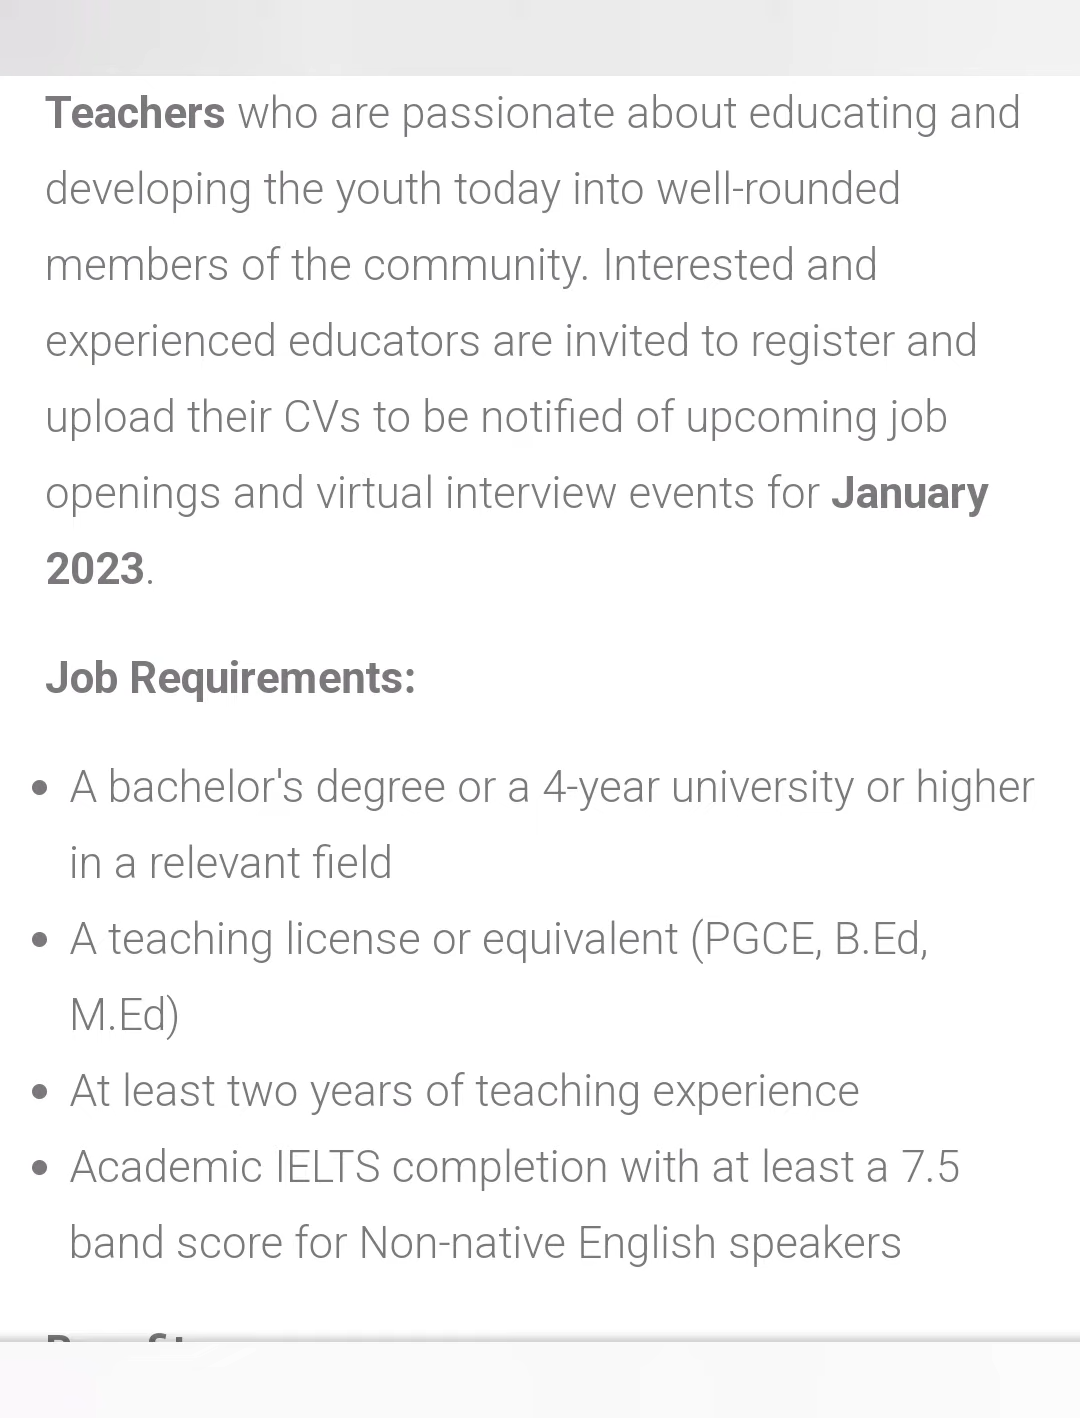 Teachers who are passionate about educating and
developing the youth today into well-rounded
members of the community. Interested and
experienced educators are invited to register and
upload their CVs to be notified of upcoming job
openings and virtual interview events for January
2023.
Job Requirements:
A bachelor's degree or a 4-year university or higher
in a relevant field
A teaching license or equivalent (PGCE, B.Ed,
M.Ed)
At least two years of teaching experience
Academic IELTS completion with at least a 7.5
band score for Non-native English speakers